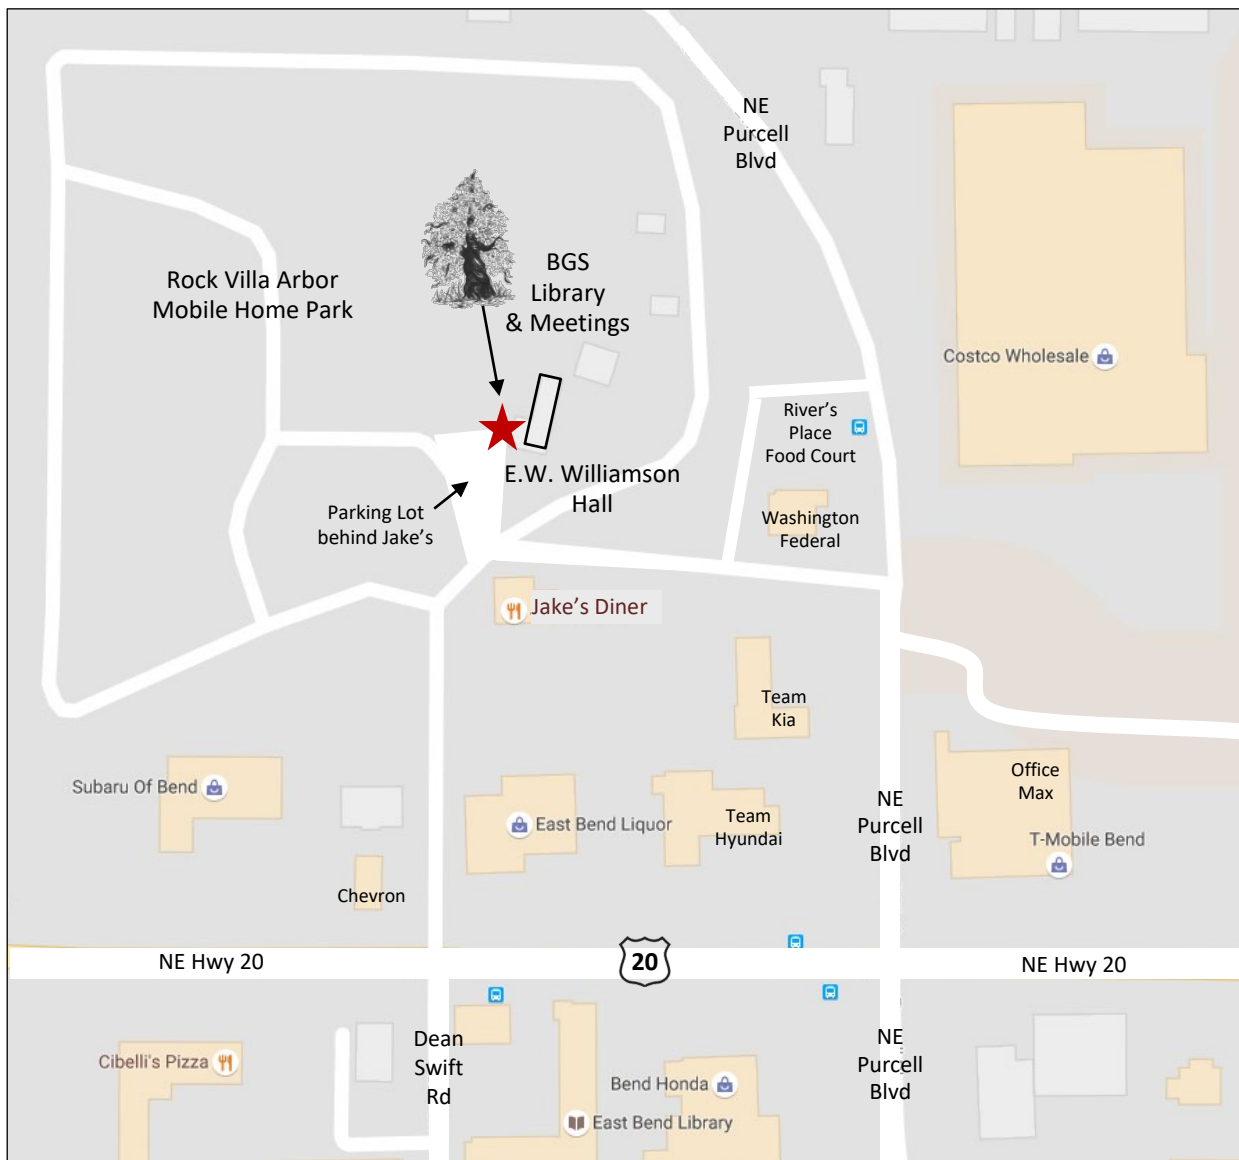 NE
Purcell
Blvd
Rock Villa Arbor
Mobile Home Park
BGS
Library
& Meetings
Costco Wholesale
River's
Place
Food Court
E.W. Williamson
Hall
Parking Lot
behind Jake's
Washington
Federal
Jake's Diner
Team
Kia
Subaru Of Bend
East Bend Liquor
Team
Hyundai
NE
Purcell
Blvd
Office
Max
T-Mobile Bend
Chevron
NE Hwy 20
20
NE Hwy 20
Dean
Swift
Rd
NE
Purcell
Blvd
Cibelli's Pizza
Bend Honda
East Bend Library